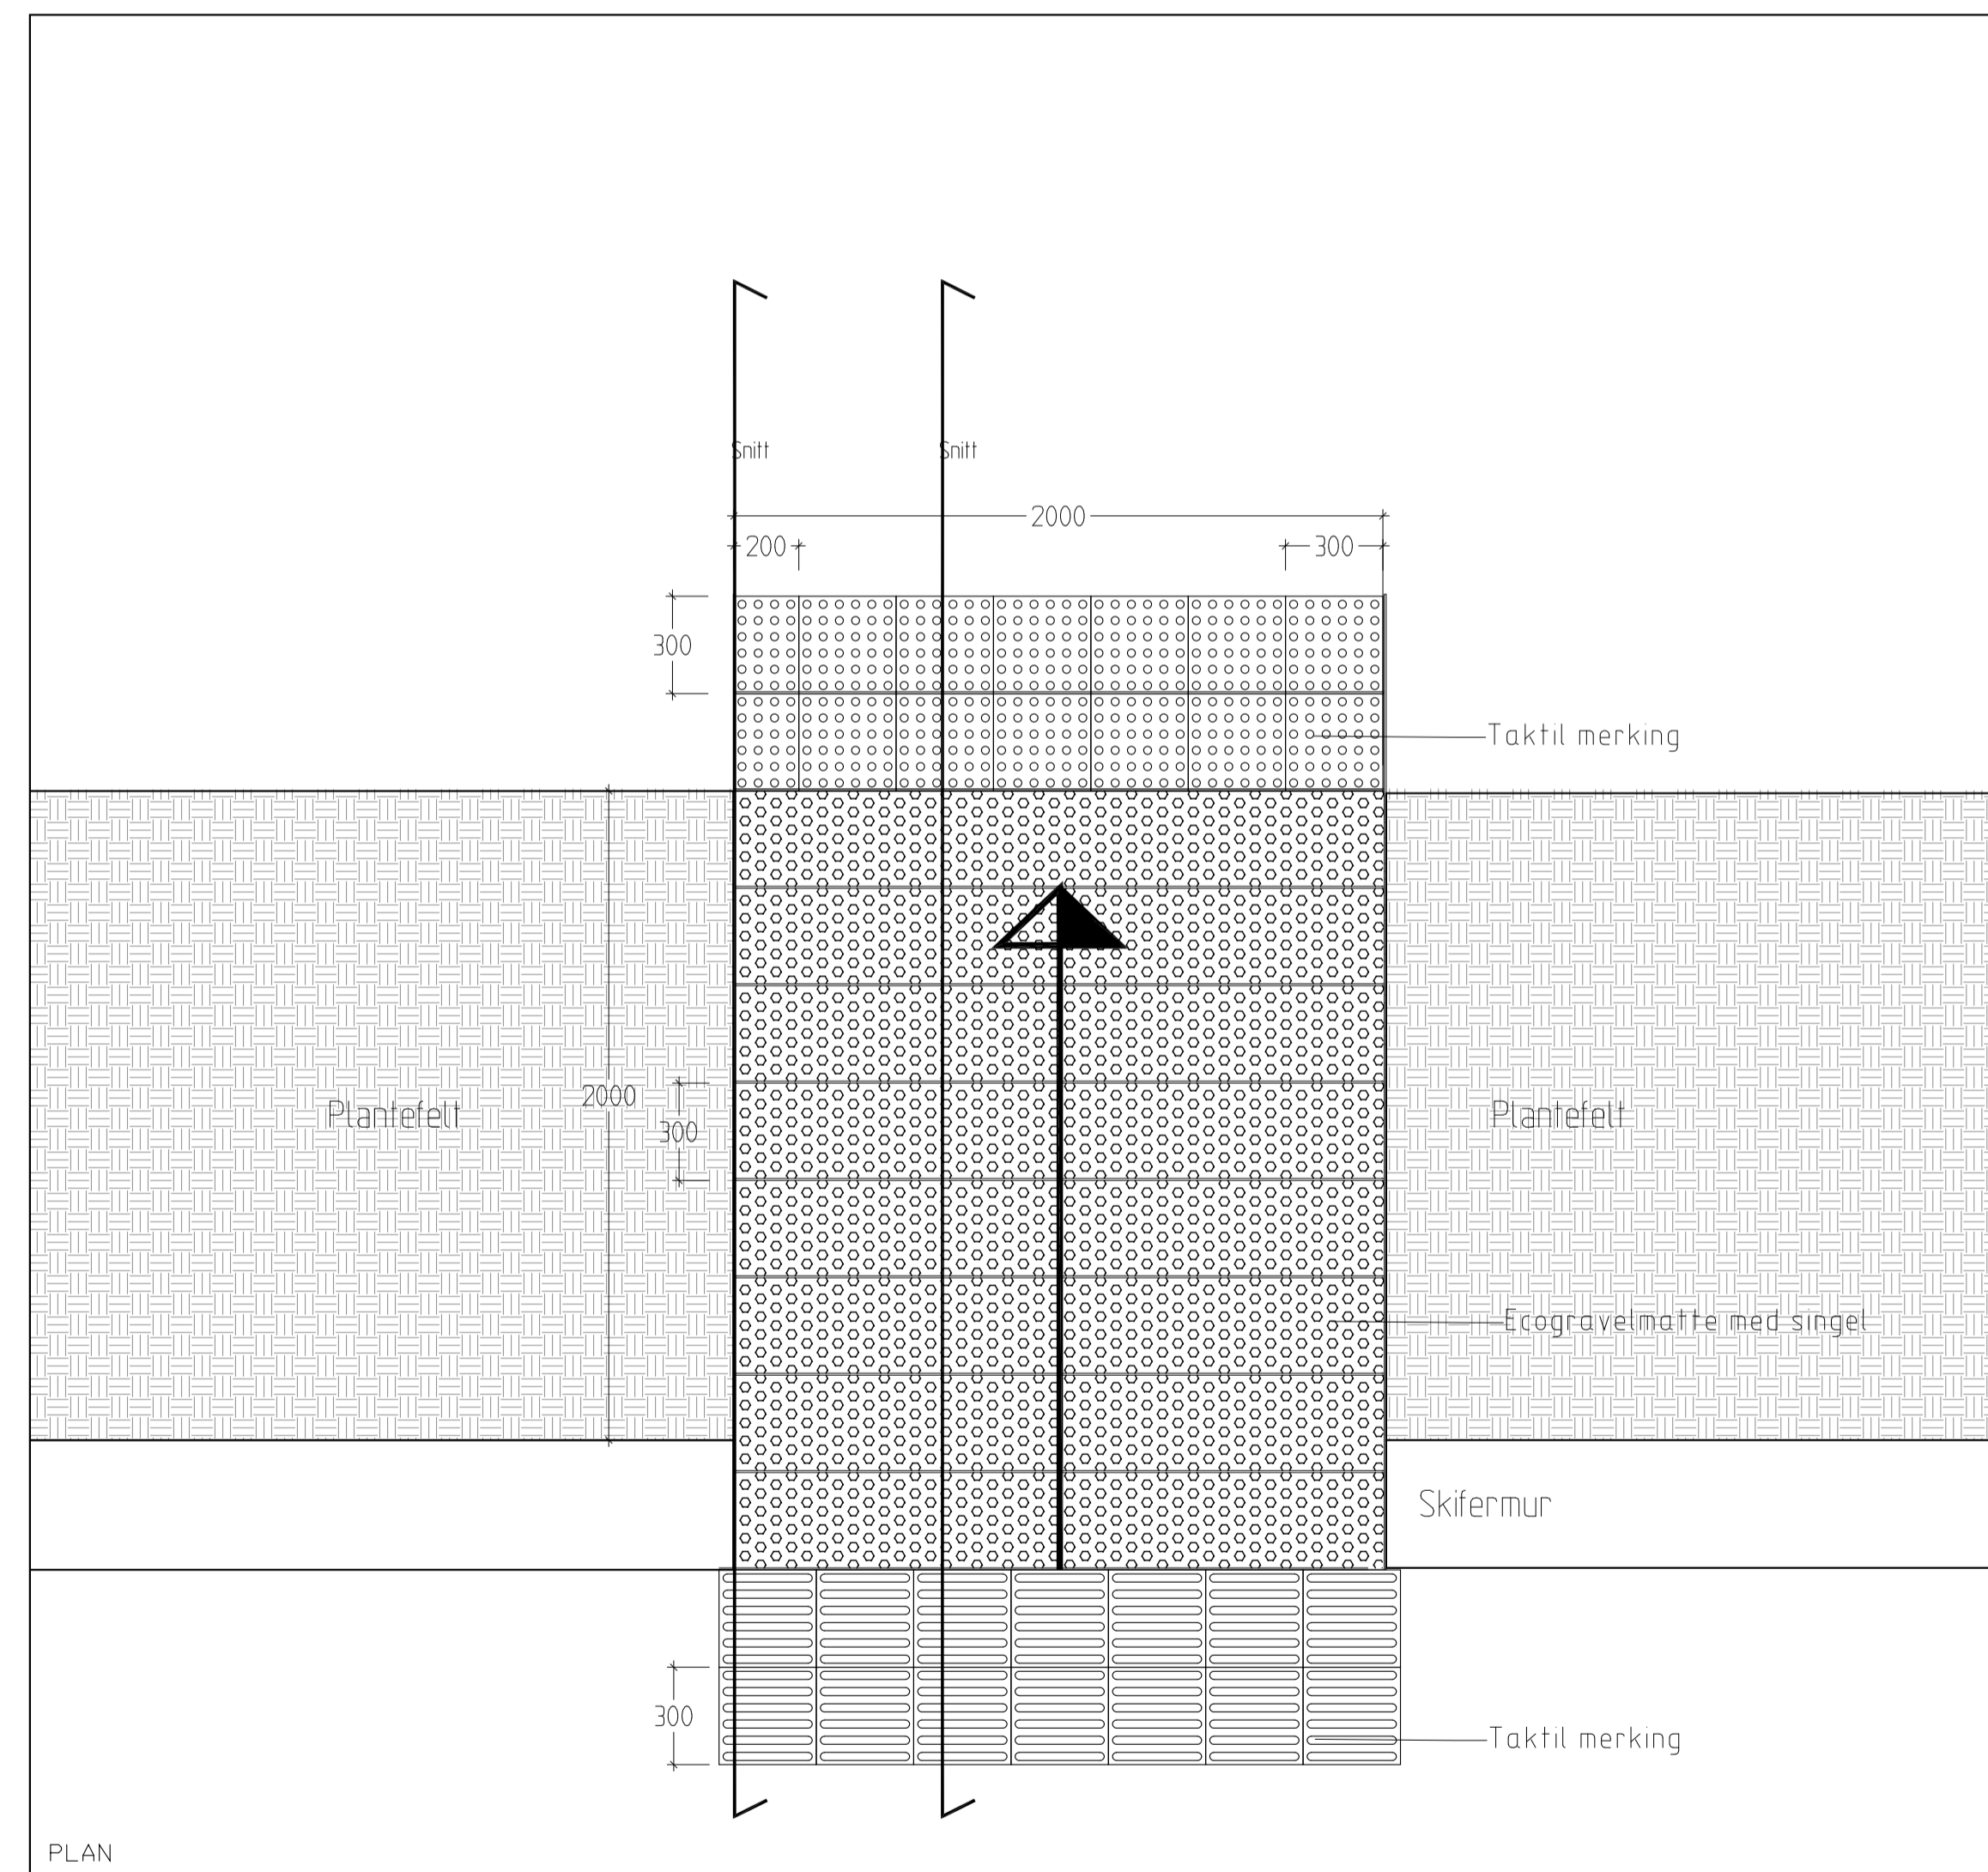 Snitt Snitt
2000
200 300
300
Taktil merking
2000
Plantefelt Plantefelt
300
Ecogravelmatte med singel
Skifermur
300
Taktil merking
PLAN